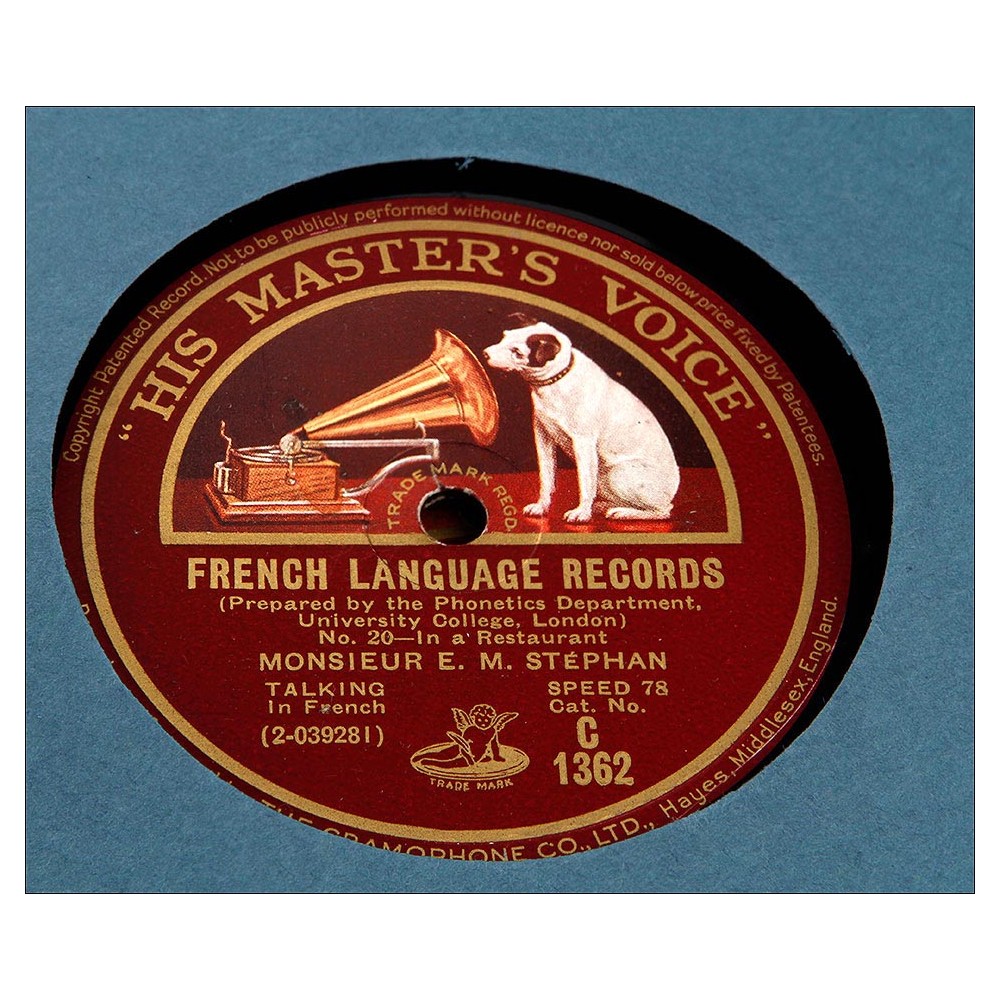 Copyright Patented Record. Not to be publicly performed without licence nor sold below price fixed by Patentees.
"HIS MASTER'S VOICE"
TRADE MARK REGD.
FRENCH LANGUAGE RECORDS
(Prepared by the Phonetics Department,
University College, London)
No. 20—In a Restaurant
MONSIEUR E. M. STÉPHAN
TALKING
In French
(2-039281)
SPEED 78
Cat. No.
C
1362
TRADE MARK
THE GRAMOPHONE CO., LTD., Hayes, Middlesex, England.